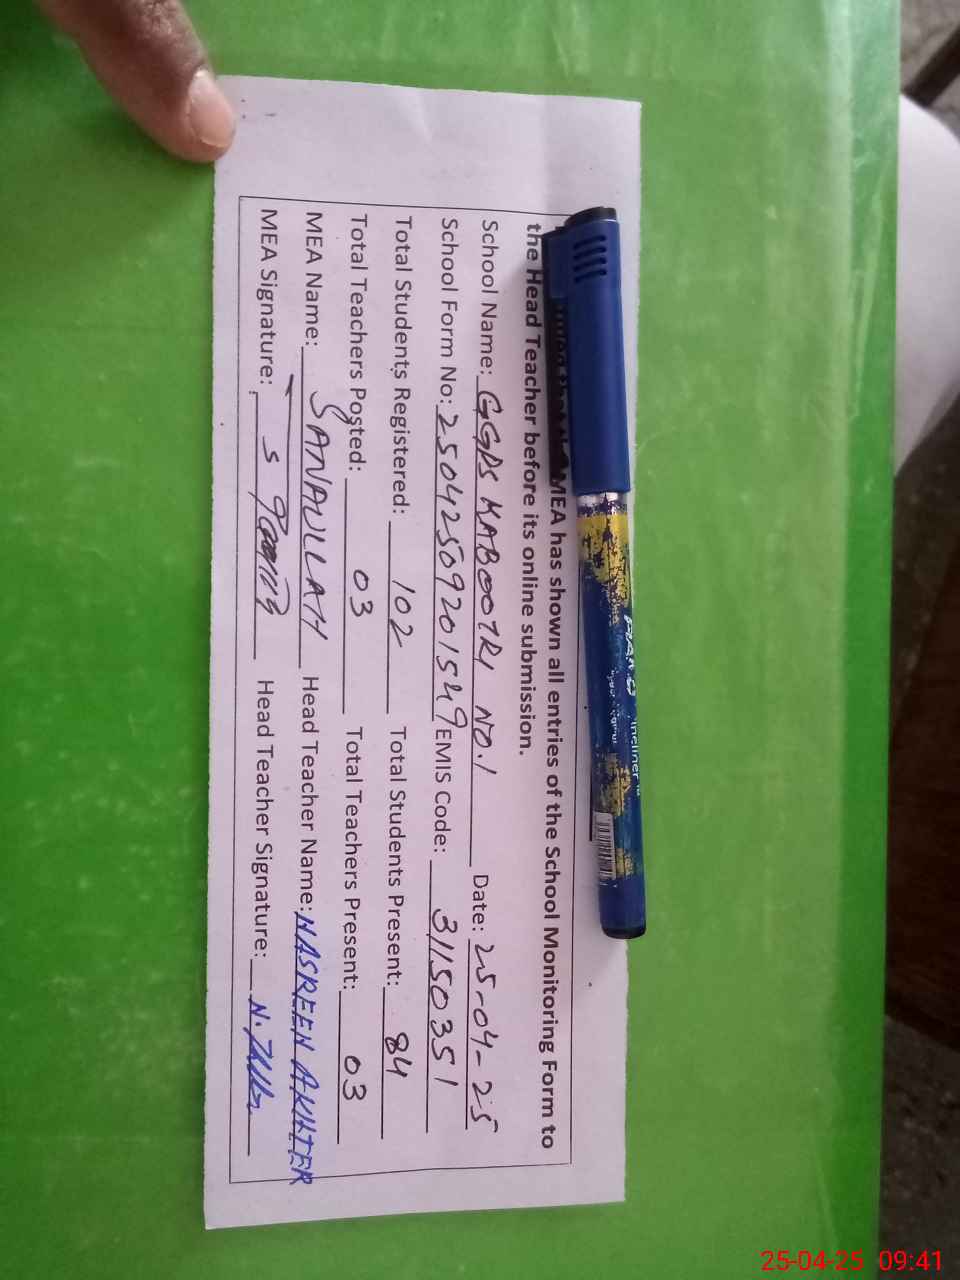 MEA has shown all entries of the School Monitoring Form to
the Head Teacher before its online submission.
School Name: GGPS KABOOTRI NO.1 Date: 25-04-25
School Form No: 25042509201549 EMIS Code: 31150351
Total Students Registered: 102 Total Students Present: 84
Total Teachers Posted: 03 Total Teachers Present: 03
MEA Name: SANAULLAH Head Teacher Name: NASREEN AKHTER
MEA Signature: Head Teacher Signature:
25-04-25 09:41